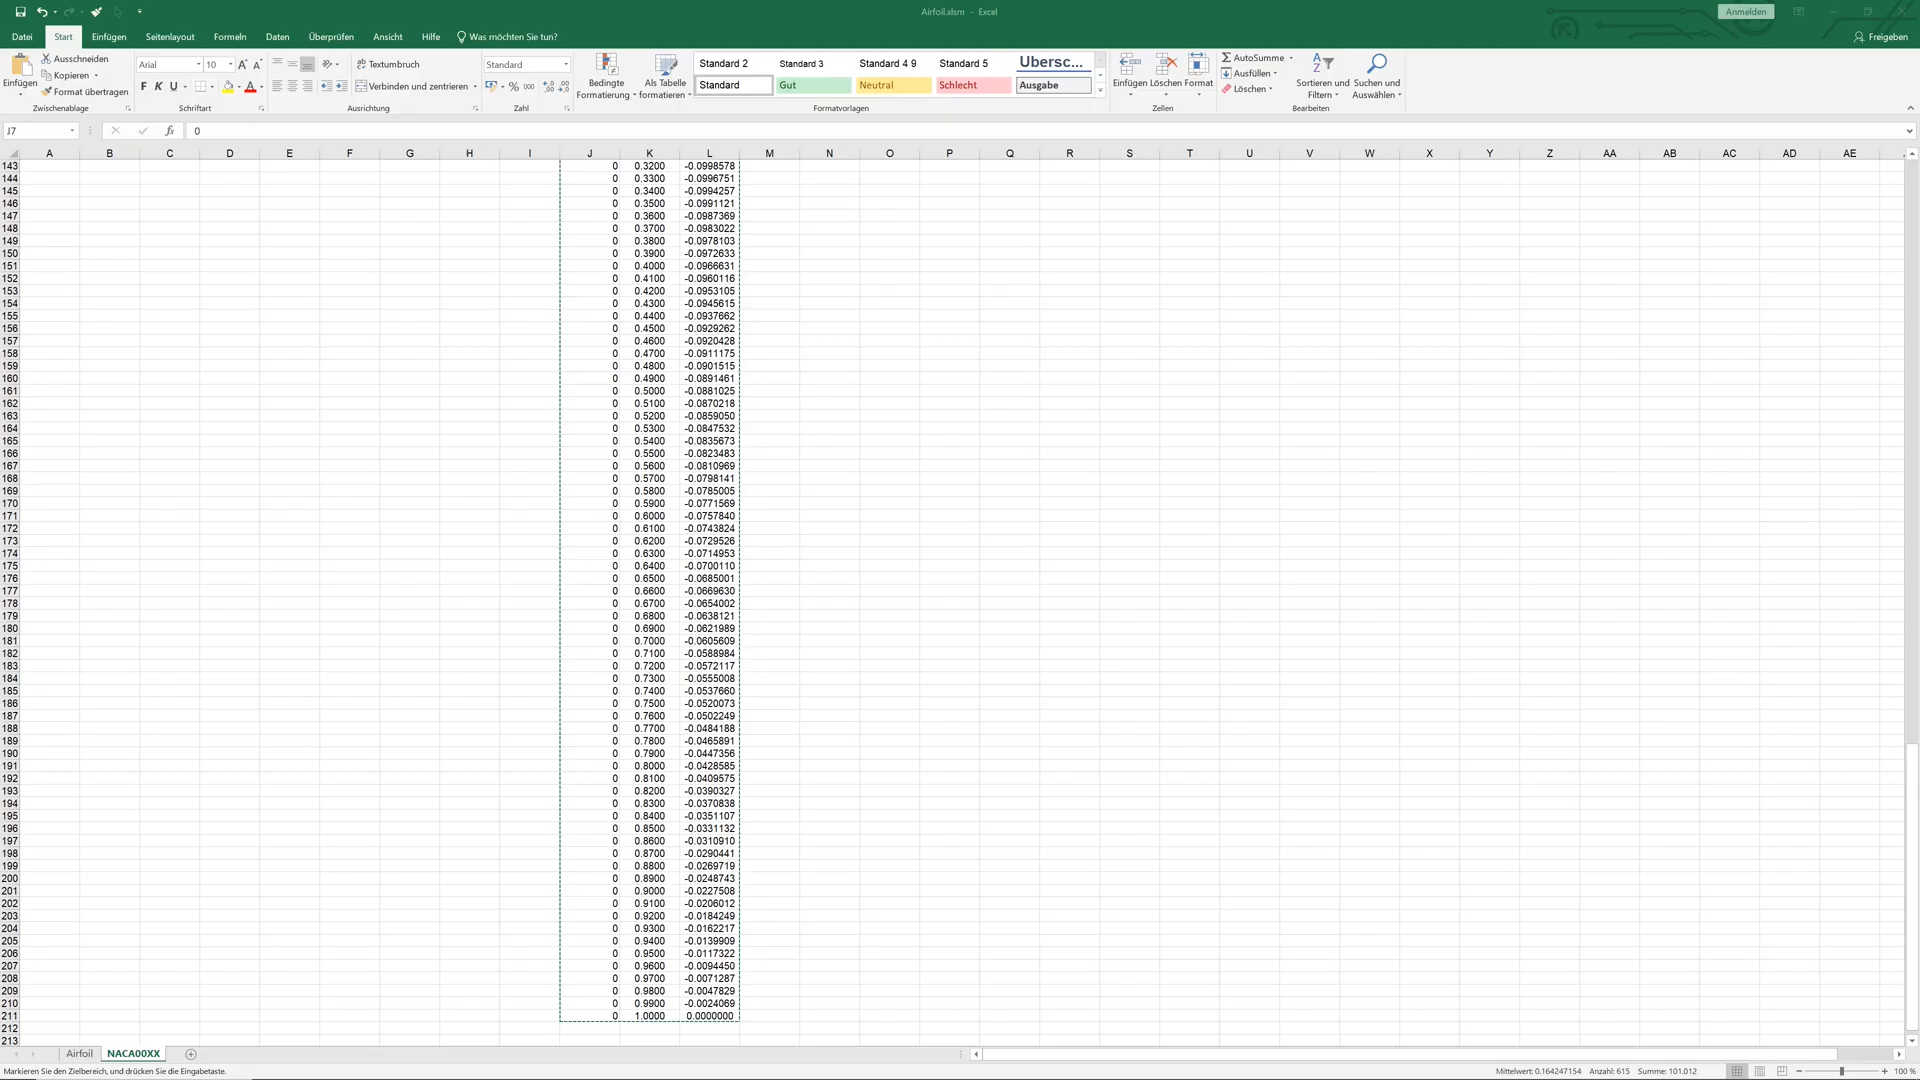 Airfoil.xlsm - Excel
Anmelden
Datei Start Einfügen Seitenlayout Formeln Daten Überprüfen Ansicht Hilfe Was möchten Sie tun? Freigeben
Einfügen
Ausschneiden
Kopieren
Format übertragen
Zwischenablage
Arial 10
F K U
Schriftart
Textumbruch
Verbinden und zentrieren
Ausrichtung
Standard
% 000
Zahl
Bedingte Formatierung
Als Tabelle formatieren
Standard 2 Standard 3 Standard 4 9 Standard 5 Übersc...
Standard Gut Neutral Schlecht Ausgabe
Formatvorlagen
Einfügen Löschen Format
Zellen
AutoSumme
Ausfüllen
Löschen
Sortieren und Filtern
Suchen und Auswählen
Bearbeiten
J7 fx 0
A B C D E F G H I J K L M N O P Q R S T U V W X Y Z AA AB AC AD AE
143 0 0.3200 -0.0998578
144 0 0.3300 -0.0996751
145 0 0.3400 -0.0994257
146 0 0.3500 -0.0991121
147 0 0.3600 -0.0987369
148 0 0.3700 -0.0983022
149 0 0.3800 -0.0978103
150 0 0.3900 -0.0972633
151 0 0.4000 -0.0966631
152 0 0.4100 -0.0960116
153 0 0.4200 -0.0953105
154 0 0.4300 -0.0945615
155 0 0.4400 -0.0937662
156 0 0.4500 -0.0929262
157 0 0.4600 -0.0920428
158 0 0.4700 -0.0911175
159 0 0.4800 -0.0901515
160 0 0.4900 -0.0891461
161 0 0.5000 -0.0881025
162 0 0.5100 -0.0870218
163 0 0.5200 -0.0859050
164 0 0.5300 -0.0847532
165 0 0.5400 -0.0835673
166 0 0.5500 -0.0823483
167 0 0.5600 -0.0810969
168 0 0.5700 -0.0798141
169 0 0.5800 -0.0785005
170 0 0.5900 -0.0771569
171 0 0.6000 -0.0757840
172 0 0.6100 -0.0743824
173 0 0.6200 -0.0729526
174 0 0.6300 -0.0714953
175 0 0.6400 -0.0700110
176 0 0.6500 -0.0685001
177 0 0.6600 -0.0669630
178 0 0.6700 -0.0654002
179 0 0.6800 -0.0638121
180 0 0.6900 -0.0621989
181 0 0.7000 -0.0605609
182 0 0.7100 -0.0588984
183 0 0.7200 -0.0572117
184 0 0.7300 -0.0555008
185 0 0.7400 -0.0537660
186 0 0.7500 -0.0520073
187 0 0.7600 -0.0502249
188 0 0.7700 -0.0484188
189 0 0.7800 -0.0465891
190 0 0.7900 -0.0447356
191 0 0.8000 -0.0428585
192 0 0.8100 -0.0409575
193 0 0.8200 -0.0390327
194 0 0.8300 -0.0370838
195 0 0.8400 -0.0351107
196 0 0.8500 -0.0331132
197 0 0.8600 -0.0310910
198 0 0.8700 -0.0290441
199 0 0.8800 -0.0269719
200 0 0.8900 -0.0248743
201 0 0.9000 -0.0227508
202 0 0.9100 -0.0206012
203 0 0.9200 -0.0184249
204 0 0.9300 -0.0162217
205 0 0.9400 -0.0139909
206 0 0.9500 -0.0117322
207 0 0.9600 -0.0094450
208 0 0.9700 -0.0071287
209 0 0.9800 -0.0047829
210 0 0.9900 -0.0024069
211 0 1.0000 0.0000000
212
213
Airfoil NACA00XX
Markieren Sie den Zielbereich, und drücken Sie die Eingabetaste. Mittelwert: 0.164247154 Anzahl: 615 Summe: 101.012 100 %